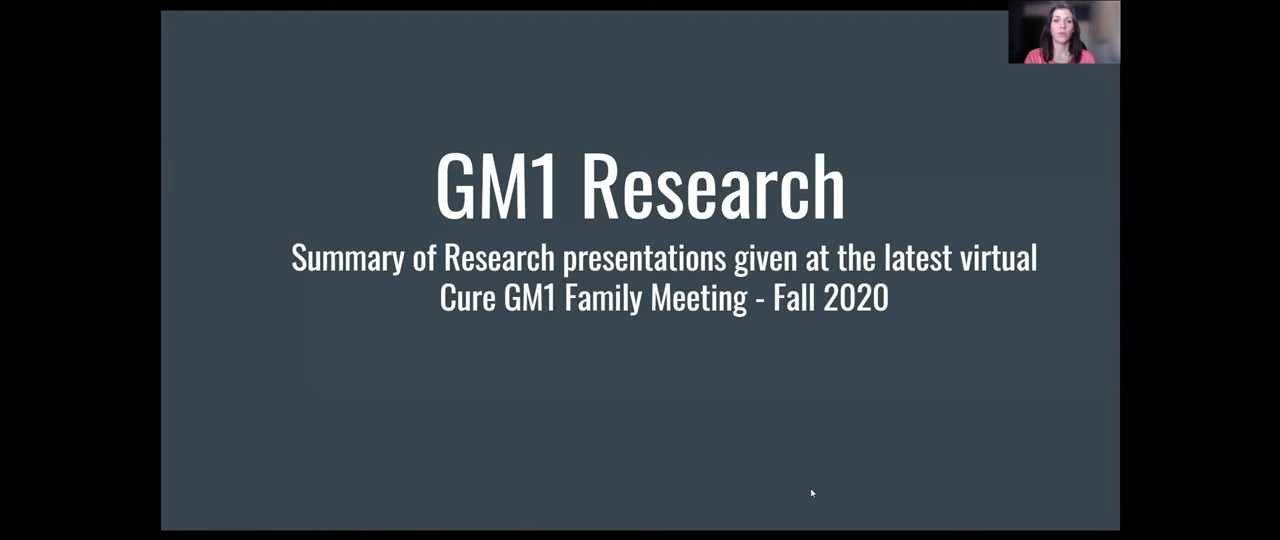 GM1 Research
Summary of Research presentations given at the latest virtual
Cure GM1 Family Meeting - Fall 2020